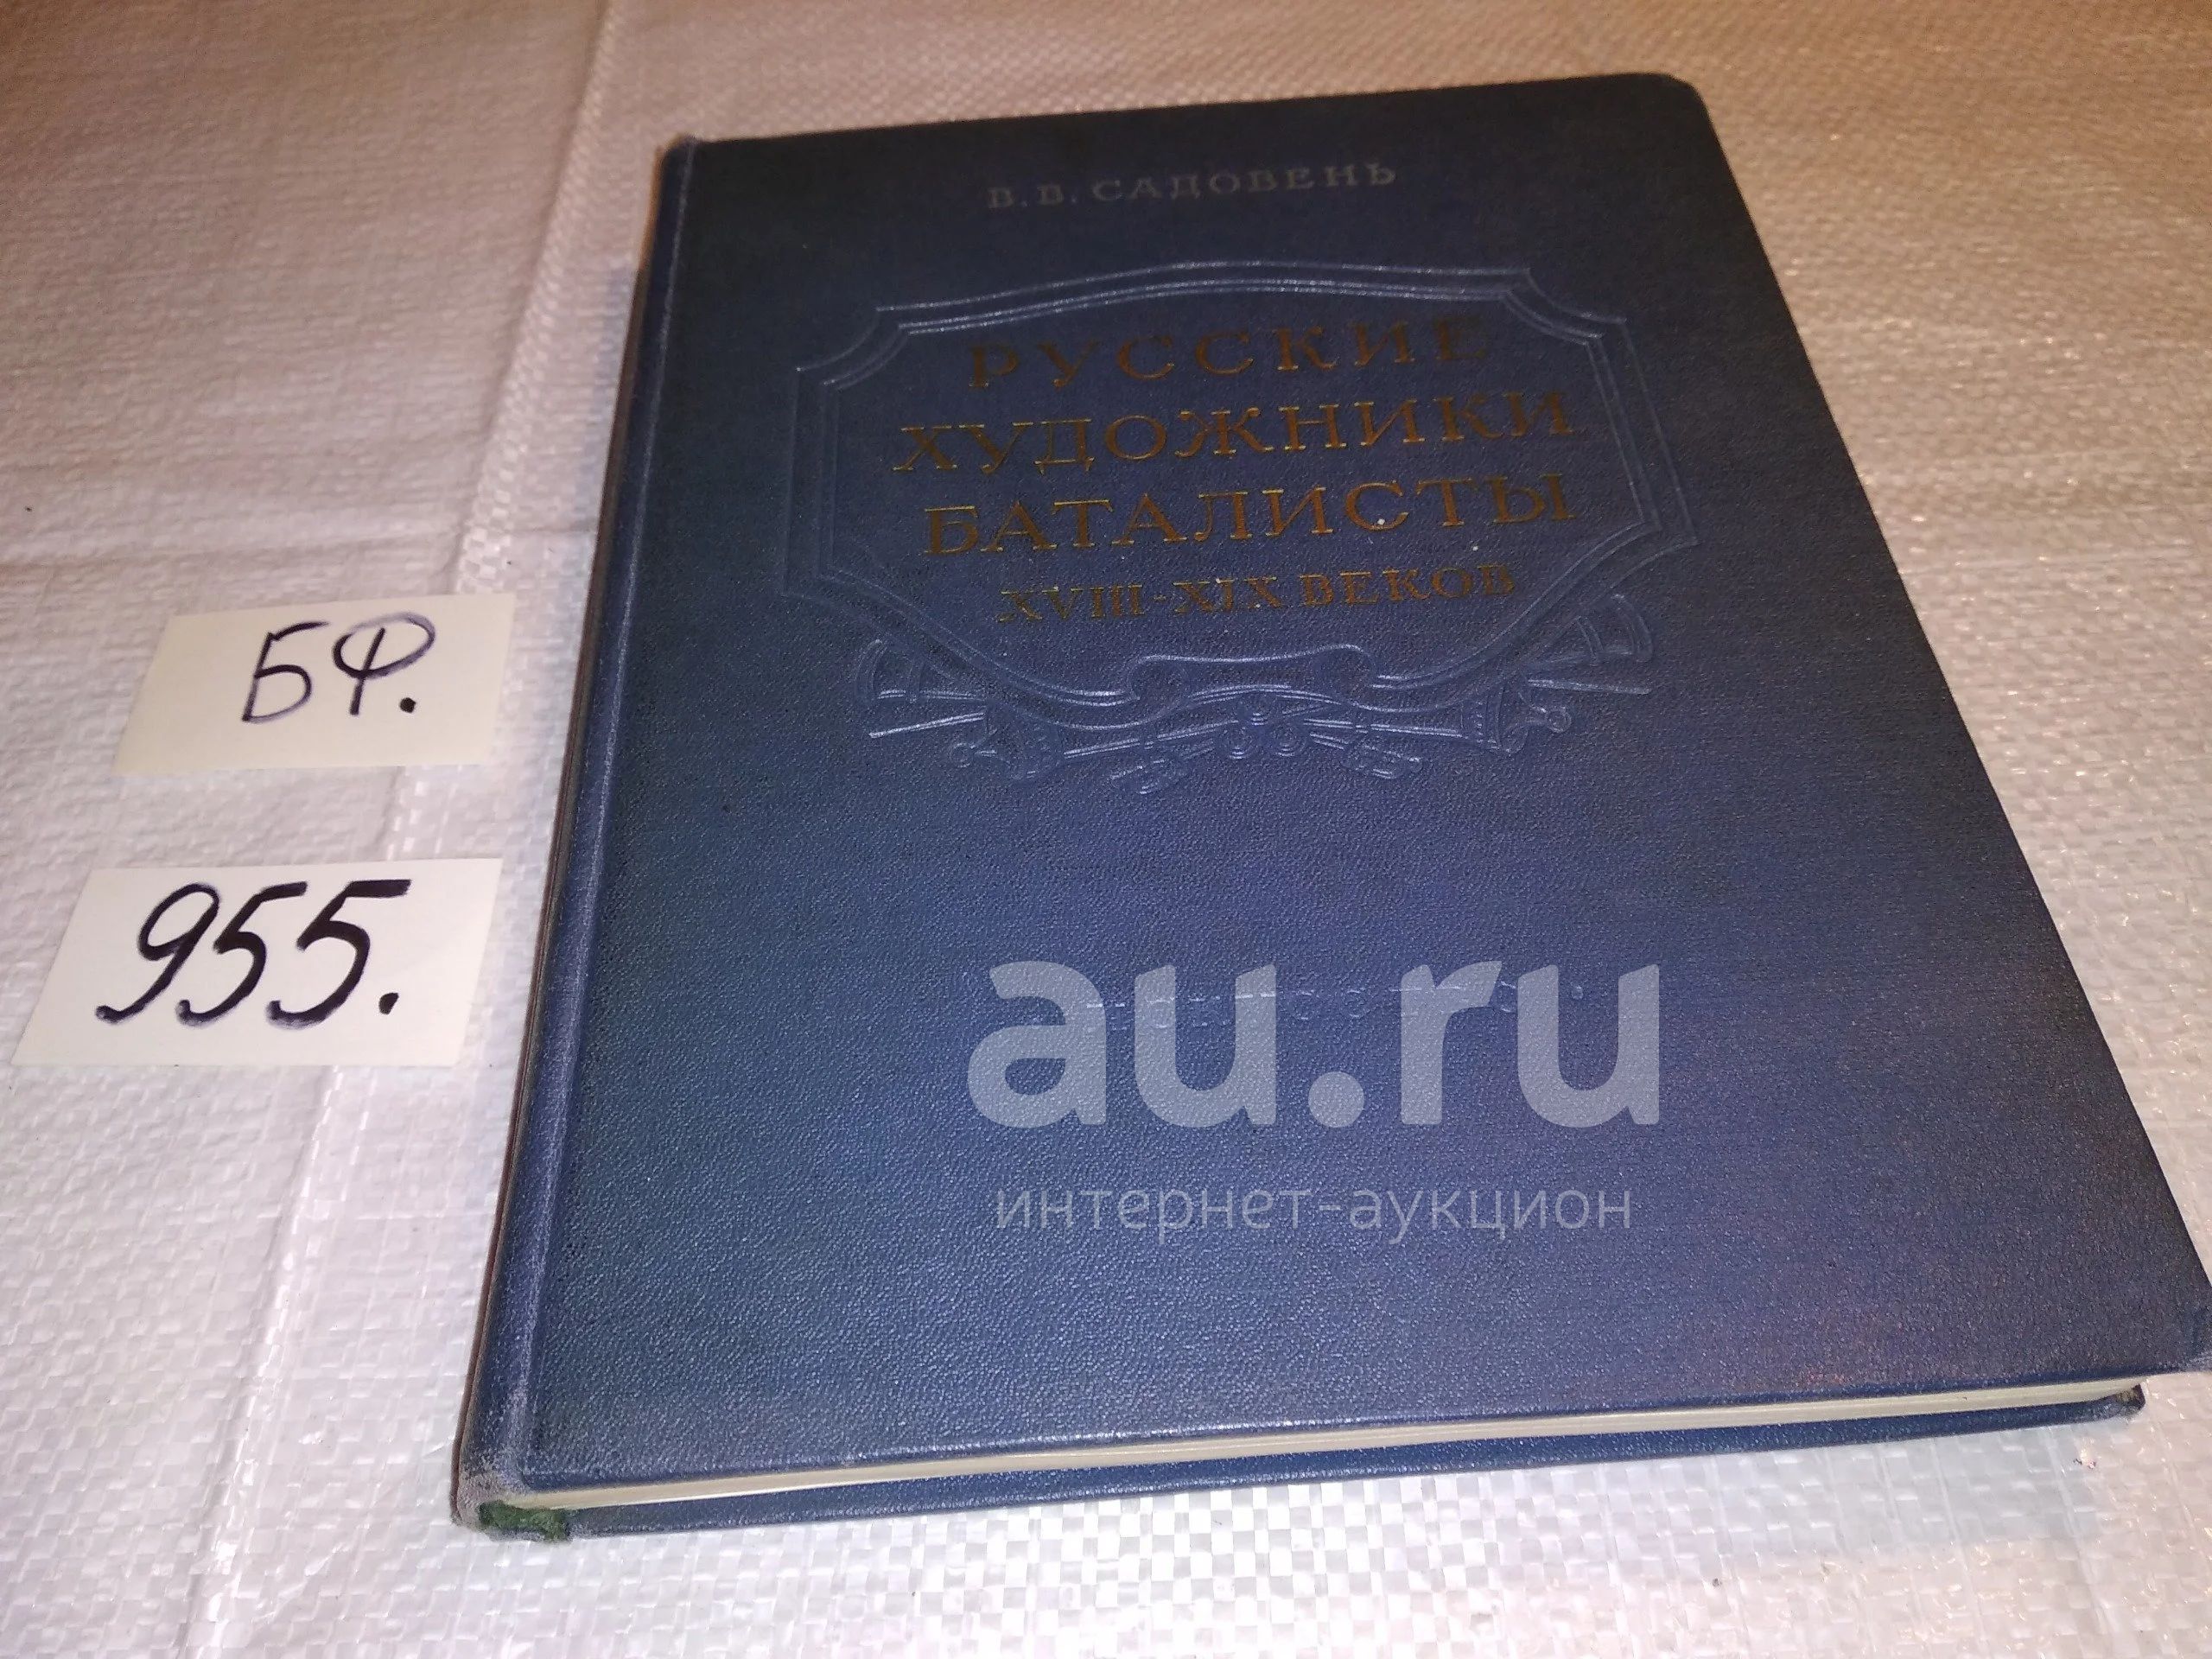 В. В. САДОВЕНЬ
РУССКИЕ
ХУДОЖНИКИ
БАТАЛИСТЫ
XVIII-XIX ВЕКОВ
БФ.
955.
au.ru
интернет-аукцион